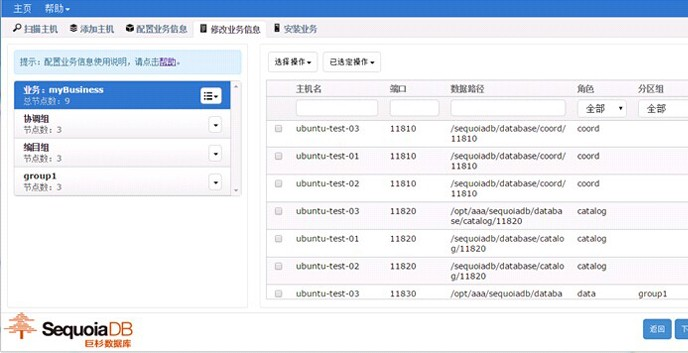 主页 帮助
扫描主机 添加主机 配置业务信息 修改业务信息 安装业务
提示：配置业务信息使用说明，请点击帮助。
业务：myBusiness
总节点数：9
协调组
节点数：3
编目组
节点数：3
group1
节点数：3
选择操作 已选定操作
主机名 端口 数据路径 角色 分区组
全部 全部
ubuntu-test-03 11810 /sequoiadb/database/coord/ coord
11810
ubuntu-test-01 11810 /sequoiadb/database/coord/ coord
11810
ubuntu-test-02 11810 /sequoiadb/database/coord/ coord
11810
ubuntu-test-03 11820 /opt/aaa/sequoiadb/databa catalog
se/catalog/11820
ubuntu-test-01 11820 /sequoiadb/database/catalo catalog
g/11820
ubuntu-test-02 11820 /sequoiadb/database/catalo catalog
g/11820
ubuntu-test-03 11830 /opt/aaa/sequoiadb/databa data group1
SequoiaDB
巨杉数据库
返回 下